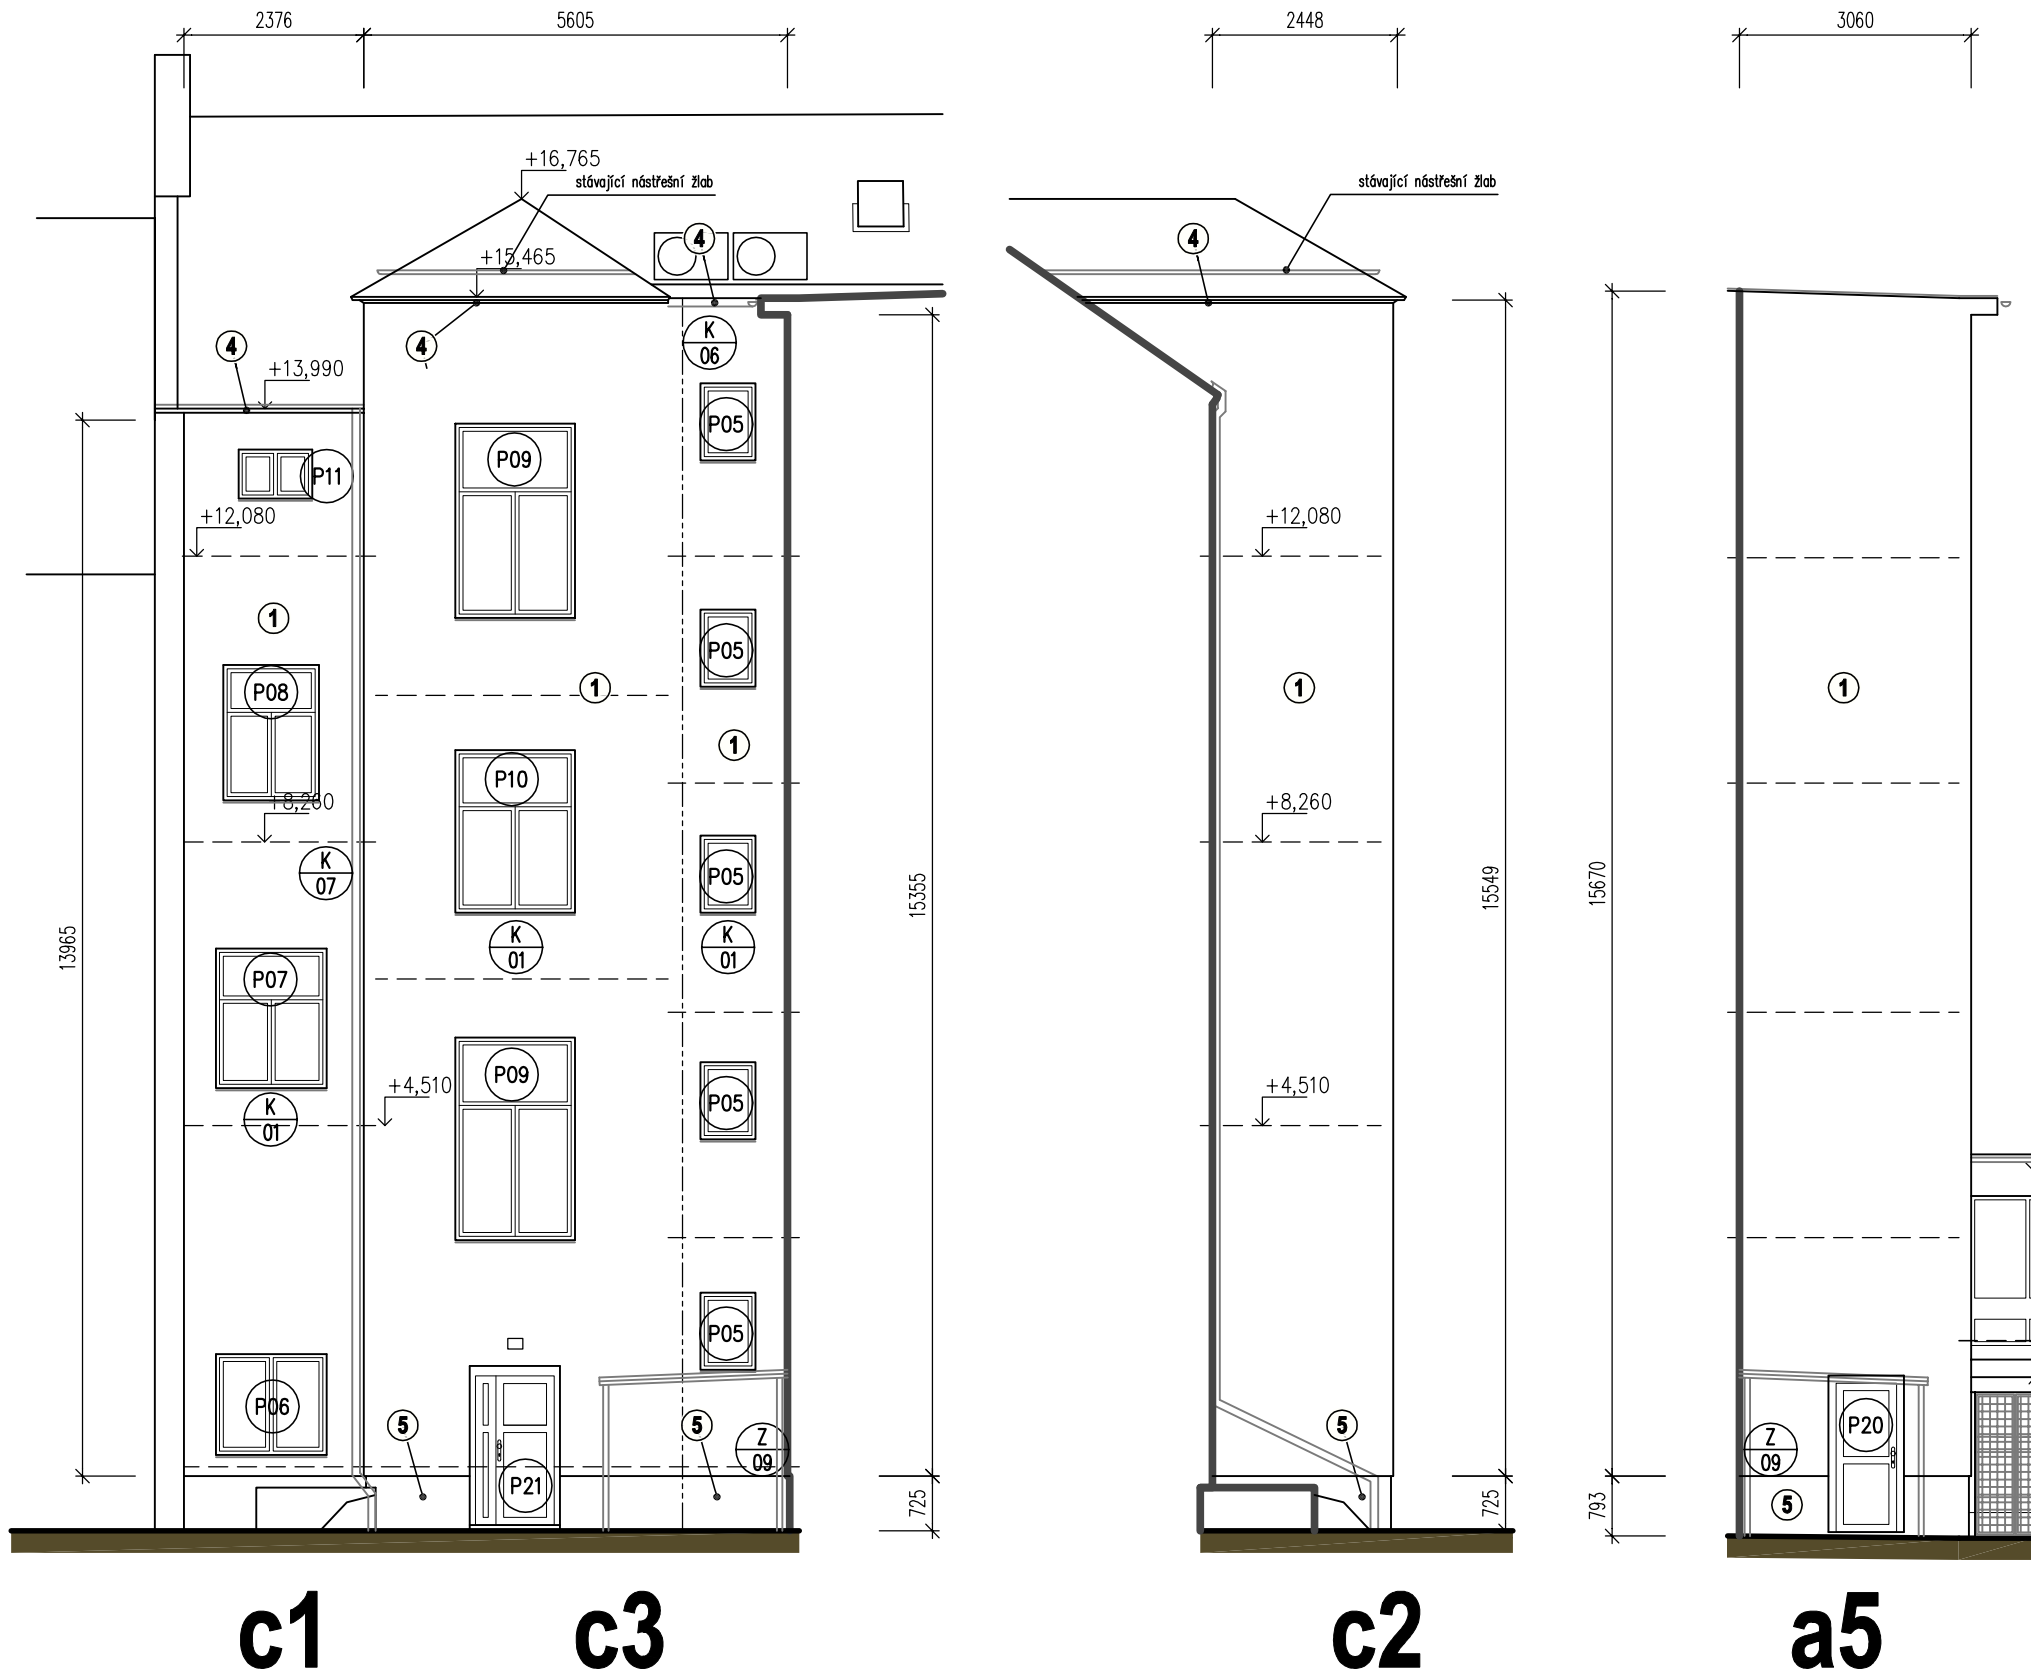 2376
5605
2448
3060
+16,765
stávající nástřešní žlab
stávající nástřešní žlab
4
4
+15,465
4
4
K
06
+13,990
P05
P09
P11
+12,080
+12,080
1
P05
P08
1
1
1
1
P10
+8,260
+8,260
K
07
P05
15355
15549
15670
13965
K
01
K
01
P07
P09
+4,510
+4,510
K
01
P05
P05
P06
5
5
Z
09
5
P20
Z
09
P21
725
725
793
5
c1
c3
c2
a5